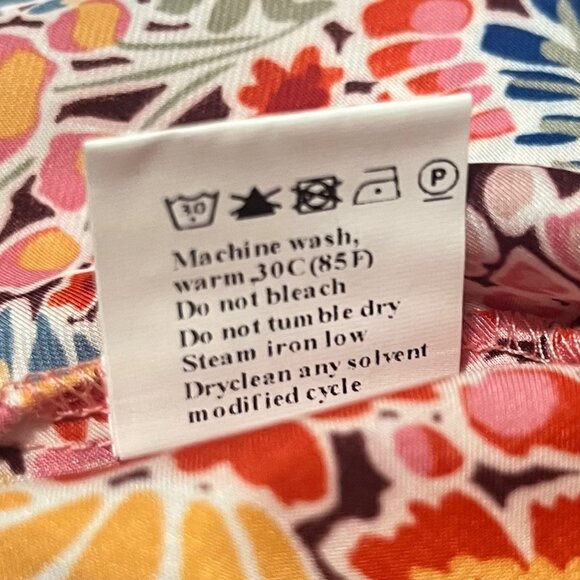 30 P
Machine wash,
warm ,30C (85F)
Do not bleach
Do not tumble dry
Steam iron low
Dryclean any solvent
modified cycle